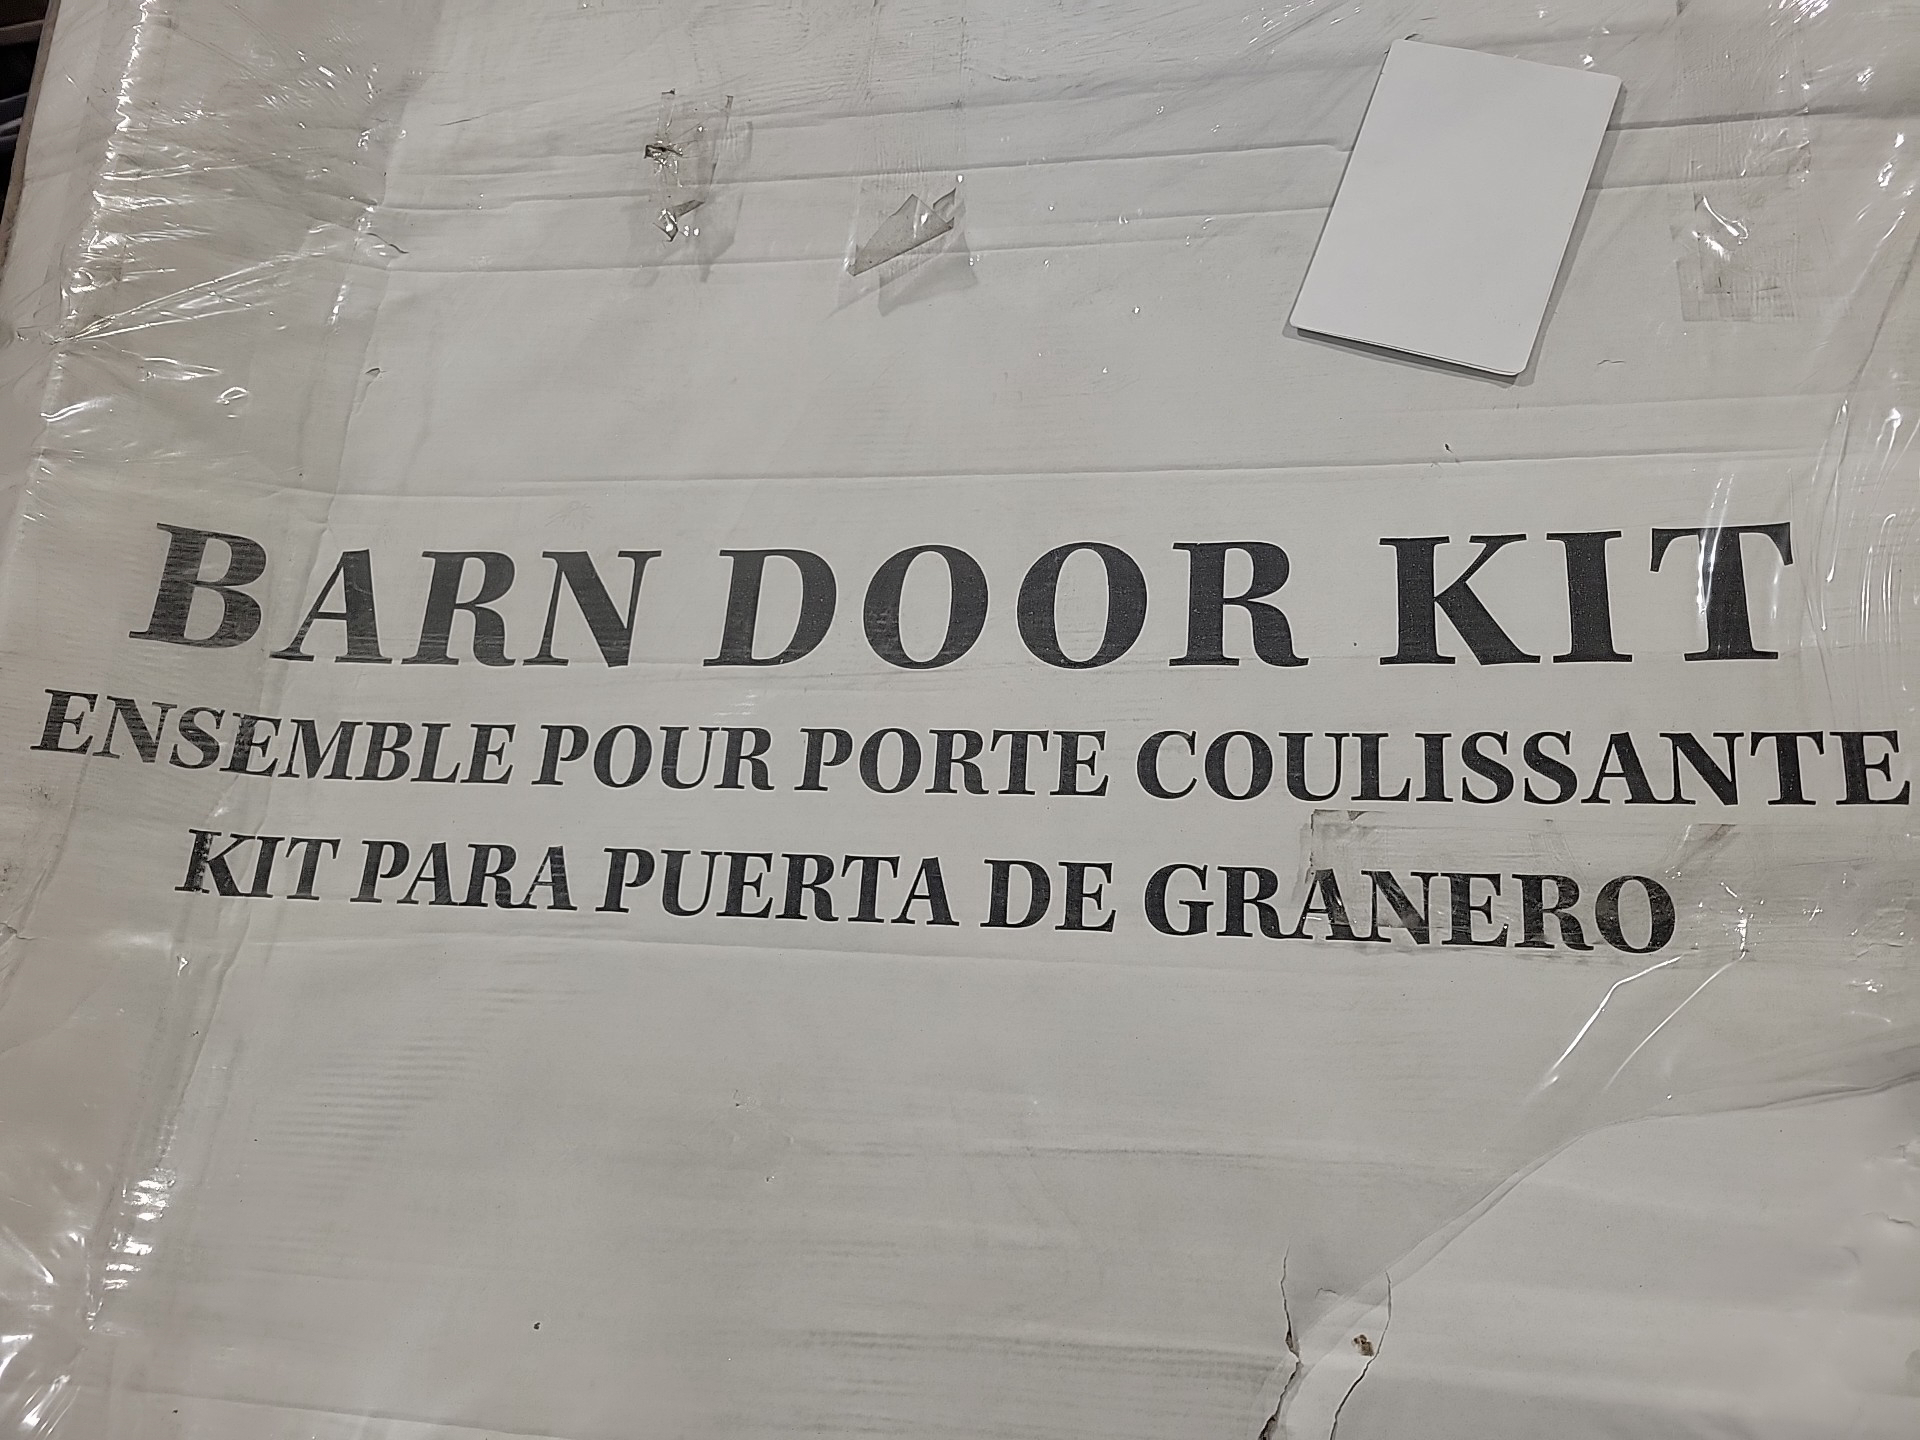 BARN DOOR KIT
ENSEMBLE POUR PORTE COULISSANTE
KIT PARA PUERTA DE GRANERO